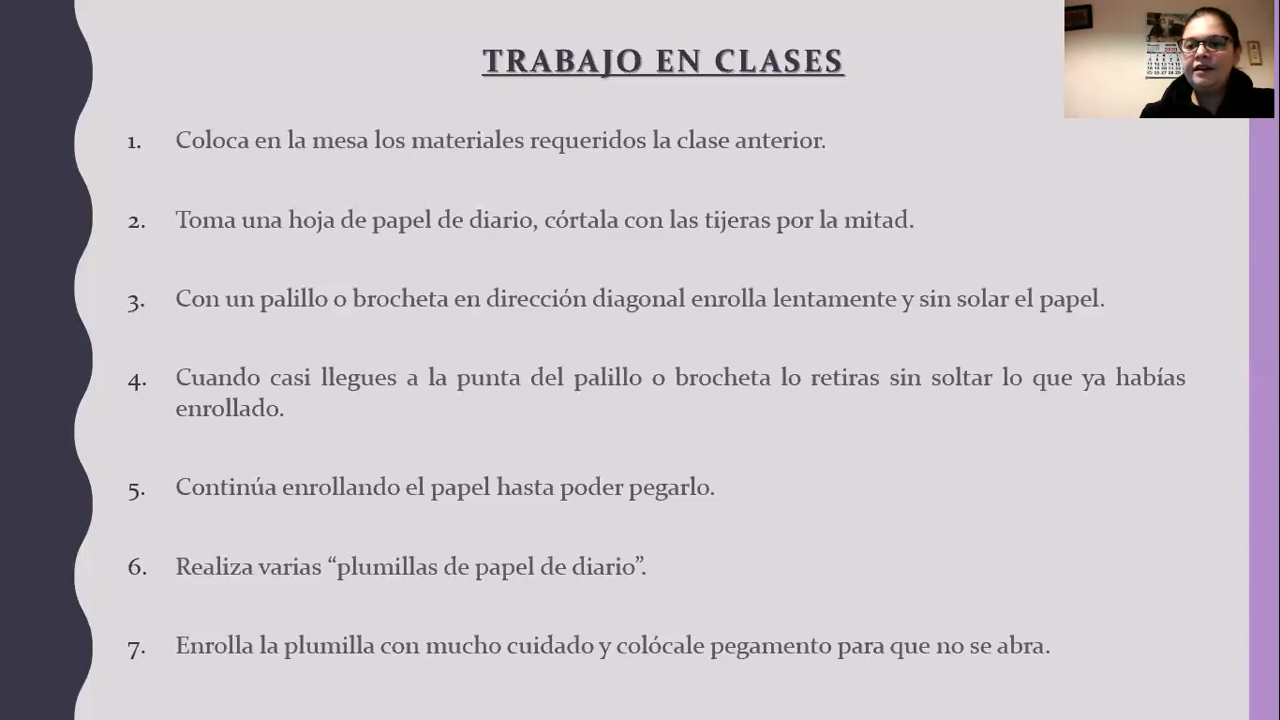 TRABAJO EN CLASES
1. Coloca en la mesa los materiales requeridos la clase anterior.
2. Toma una hoja de papel de diario, córtala con las tijeras por la mitad.
3. Con un palillo o brocheta en dirección diagonal enrolla lentamente y sin solar el papel.
4. Cuando casi llegues a la punta del palillo o brocheta lo retiras sin soltar lo que ya habías
enrollado.
5. Continúa enrollando el papel hasta poder pegarlo.
6. Realiza varias “plumillas de papel de diario”.
7. Enrolla la plumilla con mucho cuidado y colócale pegamento para que no se abra.